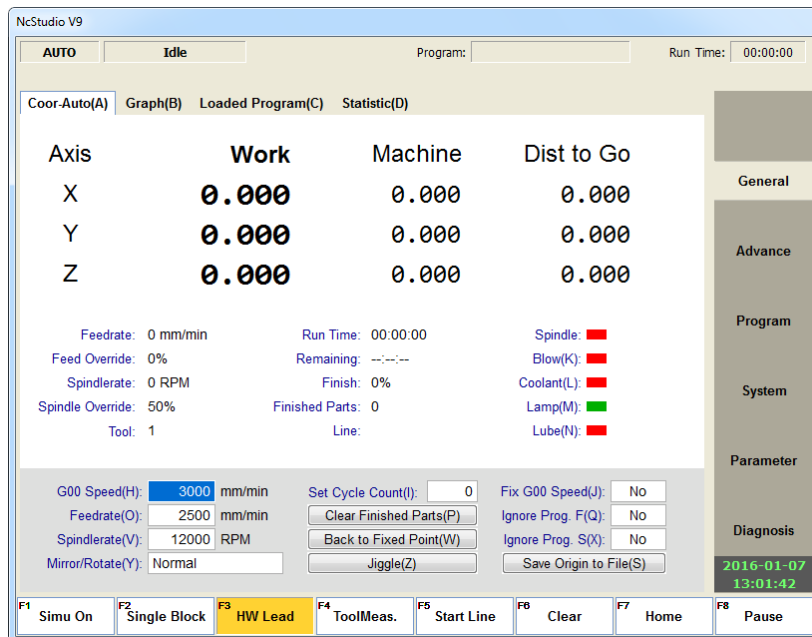 NcStudio V9
AUTO Idle Program: Run Time: 00:00:00
Coor-Auto(A) Graph(B) Loaded Program(C) Statistic(D)
Axis Work Machine Dist to Go
X 0.000 0.000 0.000
Y 0.000 0.000 0.000
Z 0.000 0.000 0.000
Feedrate: 0 mm/min Run Time: 00:00:00 Spindle:
Feed Override: 0% Remaining: --:--:-- Blow(K):
Spindlerate: 0 RPM Finish: 0% Coolant(L):
Spindle Override: 50% Finished Parts: 0 Lamp(M):
Tool: 1 Line: Lube(N):
G00 Speed(H): 3000 mm/min Set Cycle Count(I): 0 Fix G00 Speed(J): No
Feedrate(O): 2500 mm/min Clear Finished Parts(P) Ignore Prog. F(Q): No
Spindlerate(V): 12000 RPM Back to Fixed Point(W) Ignore Prog. S(X): No
Mirror/Rotate(Y): Normal Jiggle(Z) Save Origin to File(S)
General
Advance
Program
System
Parameter
Diagnosis
2016-01-07
13:01:42
F1 Simu On F2 Single Block F3 HW Lead F4 ToolMeas. F5 Start Line F6 Clear F7 Home F8 Pause